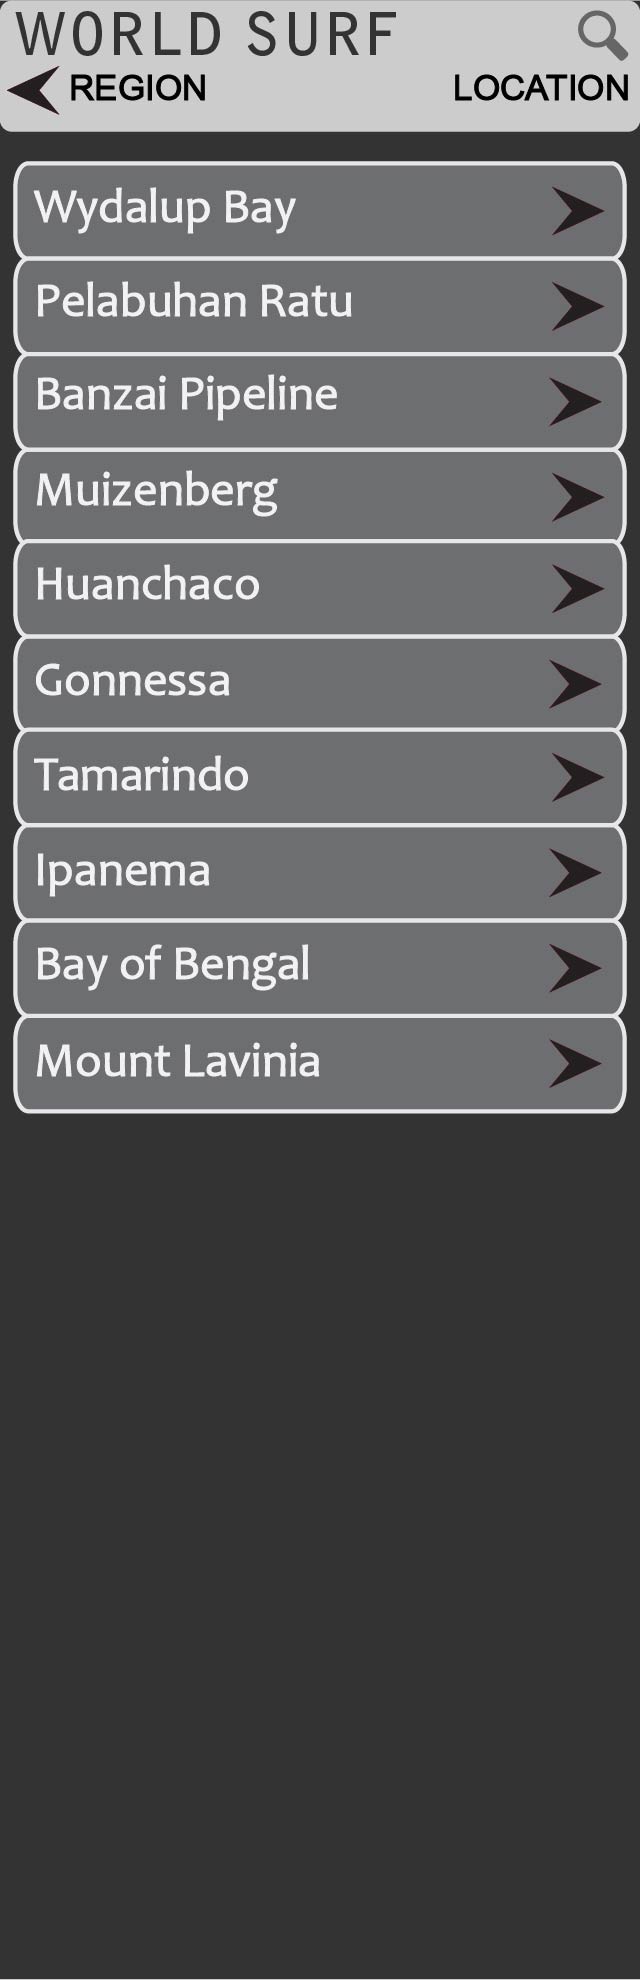 WORLD SURF
REGION LOCATION
Wydalup Bay
Pelabuhan Ratu
Banzai Pipeline
Muizenberg
Huanchaco
Gonnessa
Tamarindo
Ipanema
Bay of Bengal
Mount Lavinia